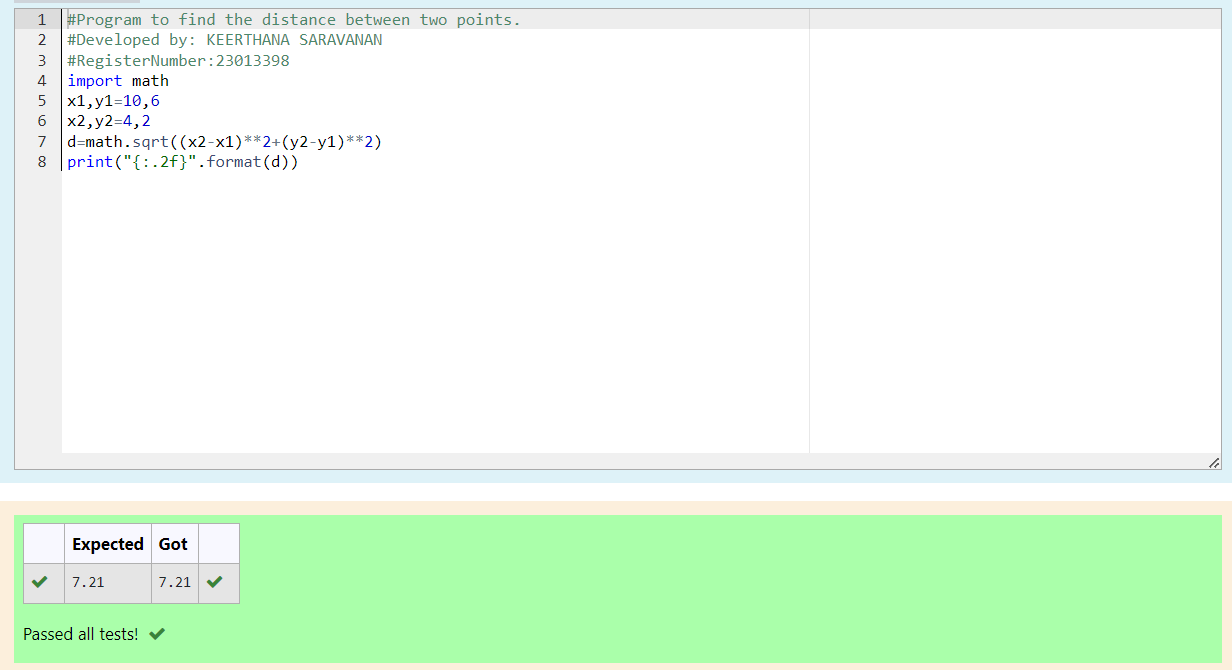 1 #Program to find the distance between two points.
2 #Developed by: KEERTHANA SARAVANAN
3 #RegisterNumber:23013398
4 import math
5 x1,y1=10,6
6 x2,y2=4,2
7 d=math.sqrt((x2-x1)**2+(y2-y1)**2)
8 print("{:.2f}".format(d))
Expected Got
7.21 7.21
Passed all tests!